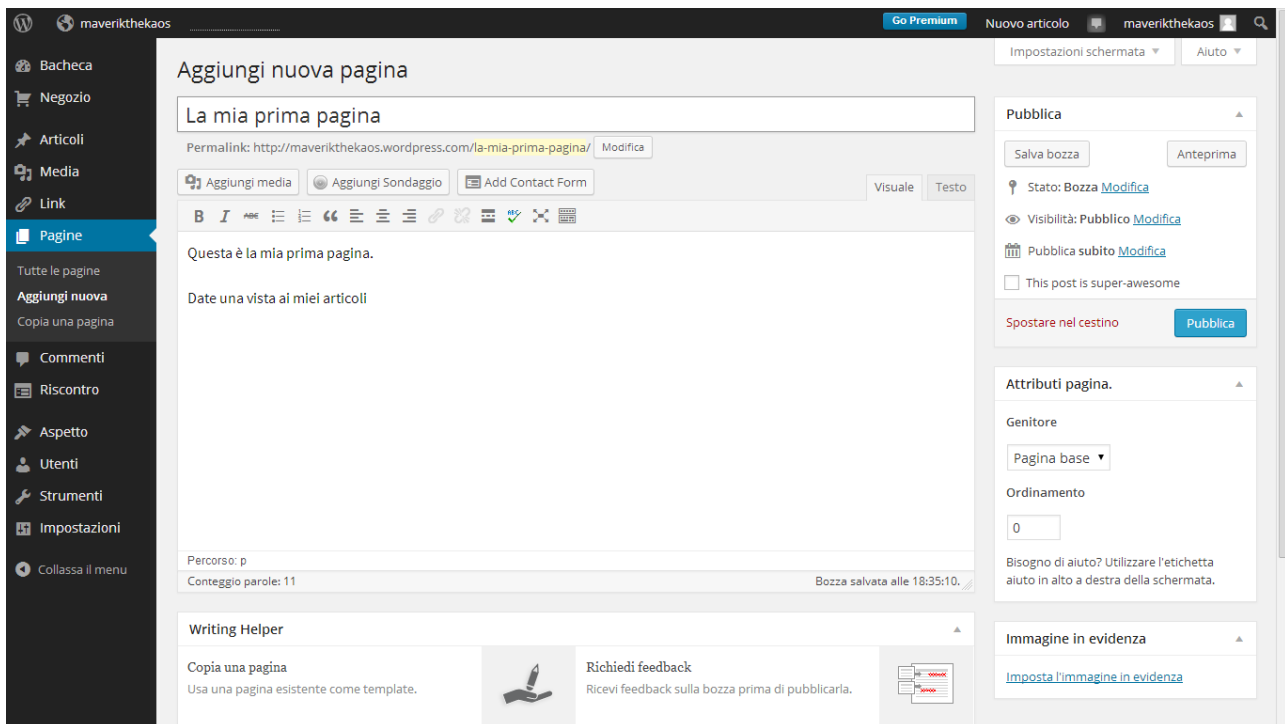 maverikthekaos
Go Premium
Nuovo articolo
maverikthekaos
Bacheca
Negozio
Articoli
Media
Link
Pagine
Tutte le pagine
Aggiungi nuova
Copia una pagina
Commenti
Riscontro
Aspetto
Utenti
Strumenti
Impostazioni
Collassa il menu
Impostazioni schermata
Aiuto
Aggiungi nuova pagina
La mia prima pagina
Permalink: http://maverikthekaos.wordpress.com/la-mia-prima-pagina/ Modifica
Aggiungi media
Aggiungi Sondaggio
Add Contact Form
Visuale
Testo
B I ABC
ABC
Questa è la mia prima pagina.
Date una vista ai miei articoli
Percorso: p
Conteggio parole: 11
Bozza salvata alle 18:35:10.
Writing Helper
Copia una pagina
Usa una pagina esistente come template.
Richiedi feedback
Ricevi feedback sulla bozza prima di pubblicarla.
Pubblica
Salva bozza
Anteprima
Stato: Bozza Modifica
Visibilità: Pubblico Modifica
Pubblica subito Modifica
This post is super-awesome
Spostare nel cestino
Pubblica
Attributi pagina.
Genitore
Pagina base
Ordinamento
0
Bisogno di aiuto? Utilizzare l'etichetta
aiuto in alto a destra della schermata.
Immagine in evidenza
Imposta l'immagine in evidenza